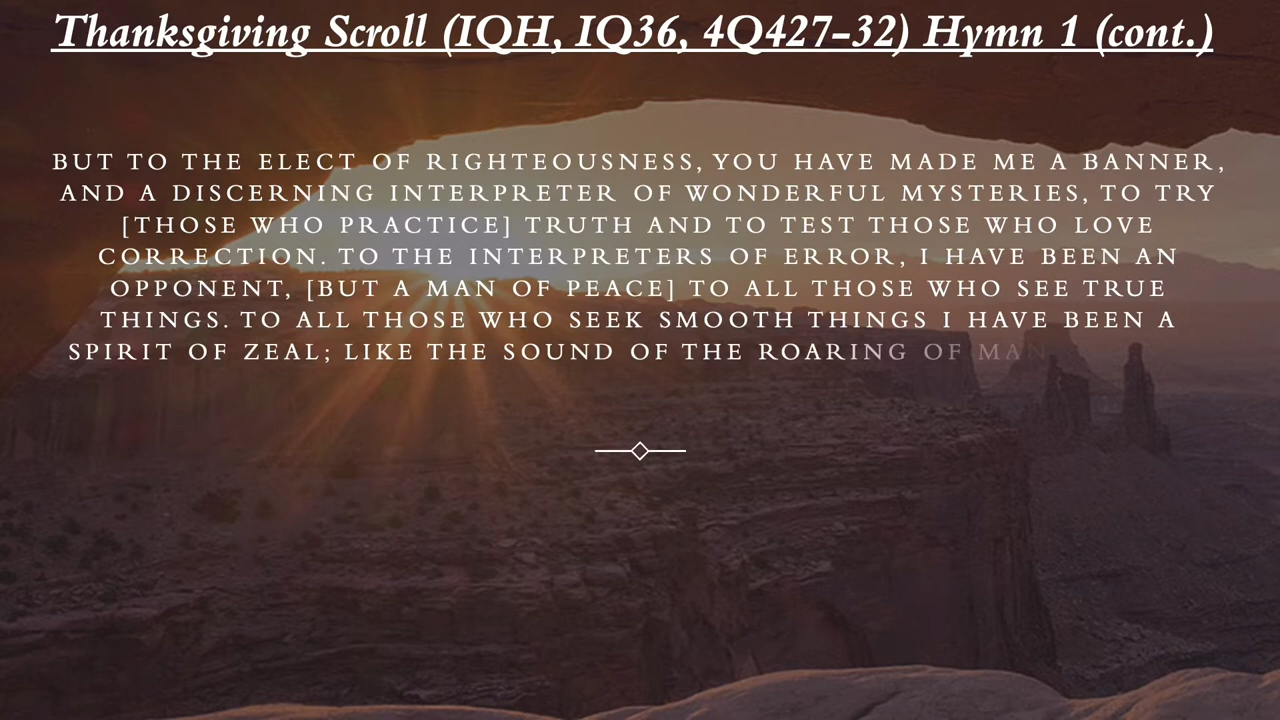 Thanksgiving Scroll (IQH, IQ36, 4Q427-32) Hymn 1 (cont.)
BUT TO THE ELECT OF RIGHTEOUSNESS, YOU HAVE MADE ME A BANNER,
AND A DISCERNING INTERPRETER OF WONDERFUL MYSTERIES, TO TRY
[THOSE WHO PRACTICE] TRUTH AND TO TEST THOSE WHO LOVE
CORRECTION. TO THE INTERPRETERS OF ERROR, I HAVE BEEN AN
OPPONENT, [BUT A MAN OF PEACE] TO ALL THOSE WHO SEE TRUE
THINGS. TO ALL THOSE WHO SEEK SMOOTH THINGS I HAVE BEEN A
SPIRIT OF ZEAL; LIKE THE SOUND OF THE ROARING OF MAN